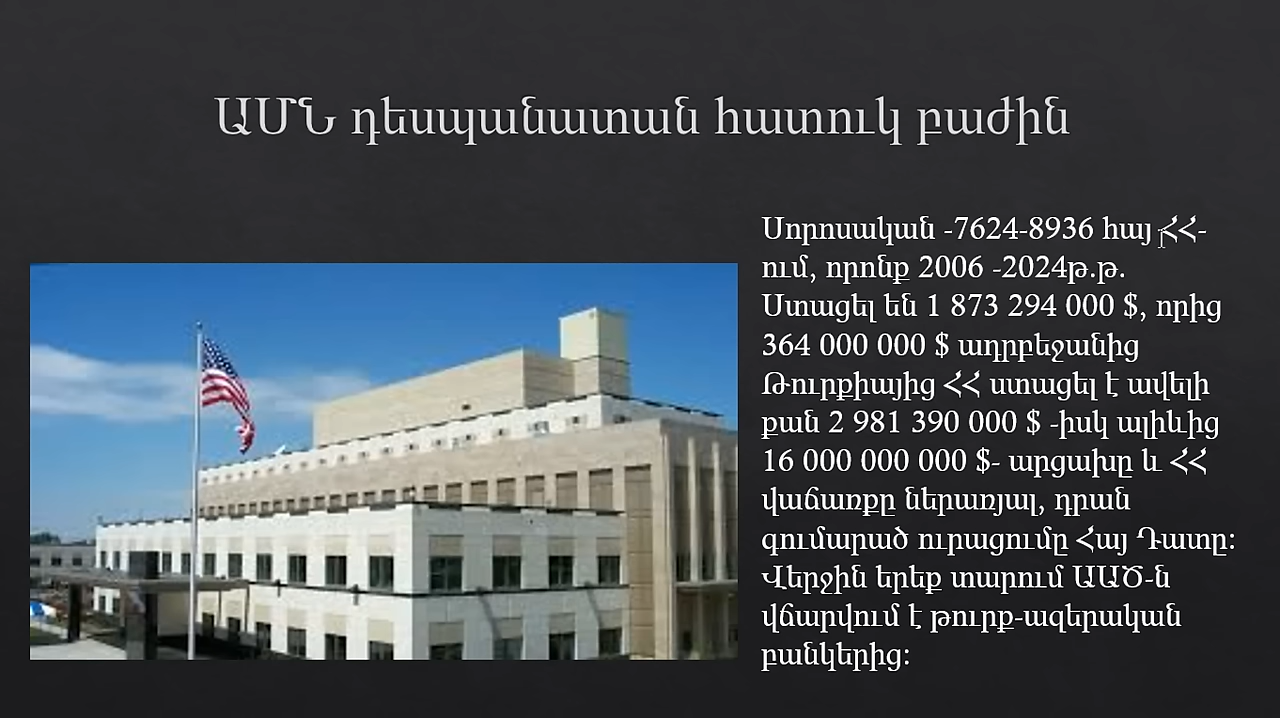 ԱՄՆ դեսպանատան հատուկ բաժին
Սորոսական -7624-8936 հայ ՀՀ-
ում, որոնք 2006 -2024թ.թ.
Ստացել են 1 873 294 000 $, որից
364 000 000 $ ադրբեջանից
Թուրքիայից ՀՀ ստացել է ավելի
քան 2 981 390 000 $ -իսկ ալիևից
16 000 000 000 $- արցախը և ՀՀ
վաճառքը ներառյալ, դրան
գումարած ուրացումը Հայ Դատը:
Վերջին երեք տարում ԱԱԾ-ն
վճարվում է թուրք-ազերական
բանկերից: